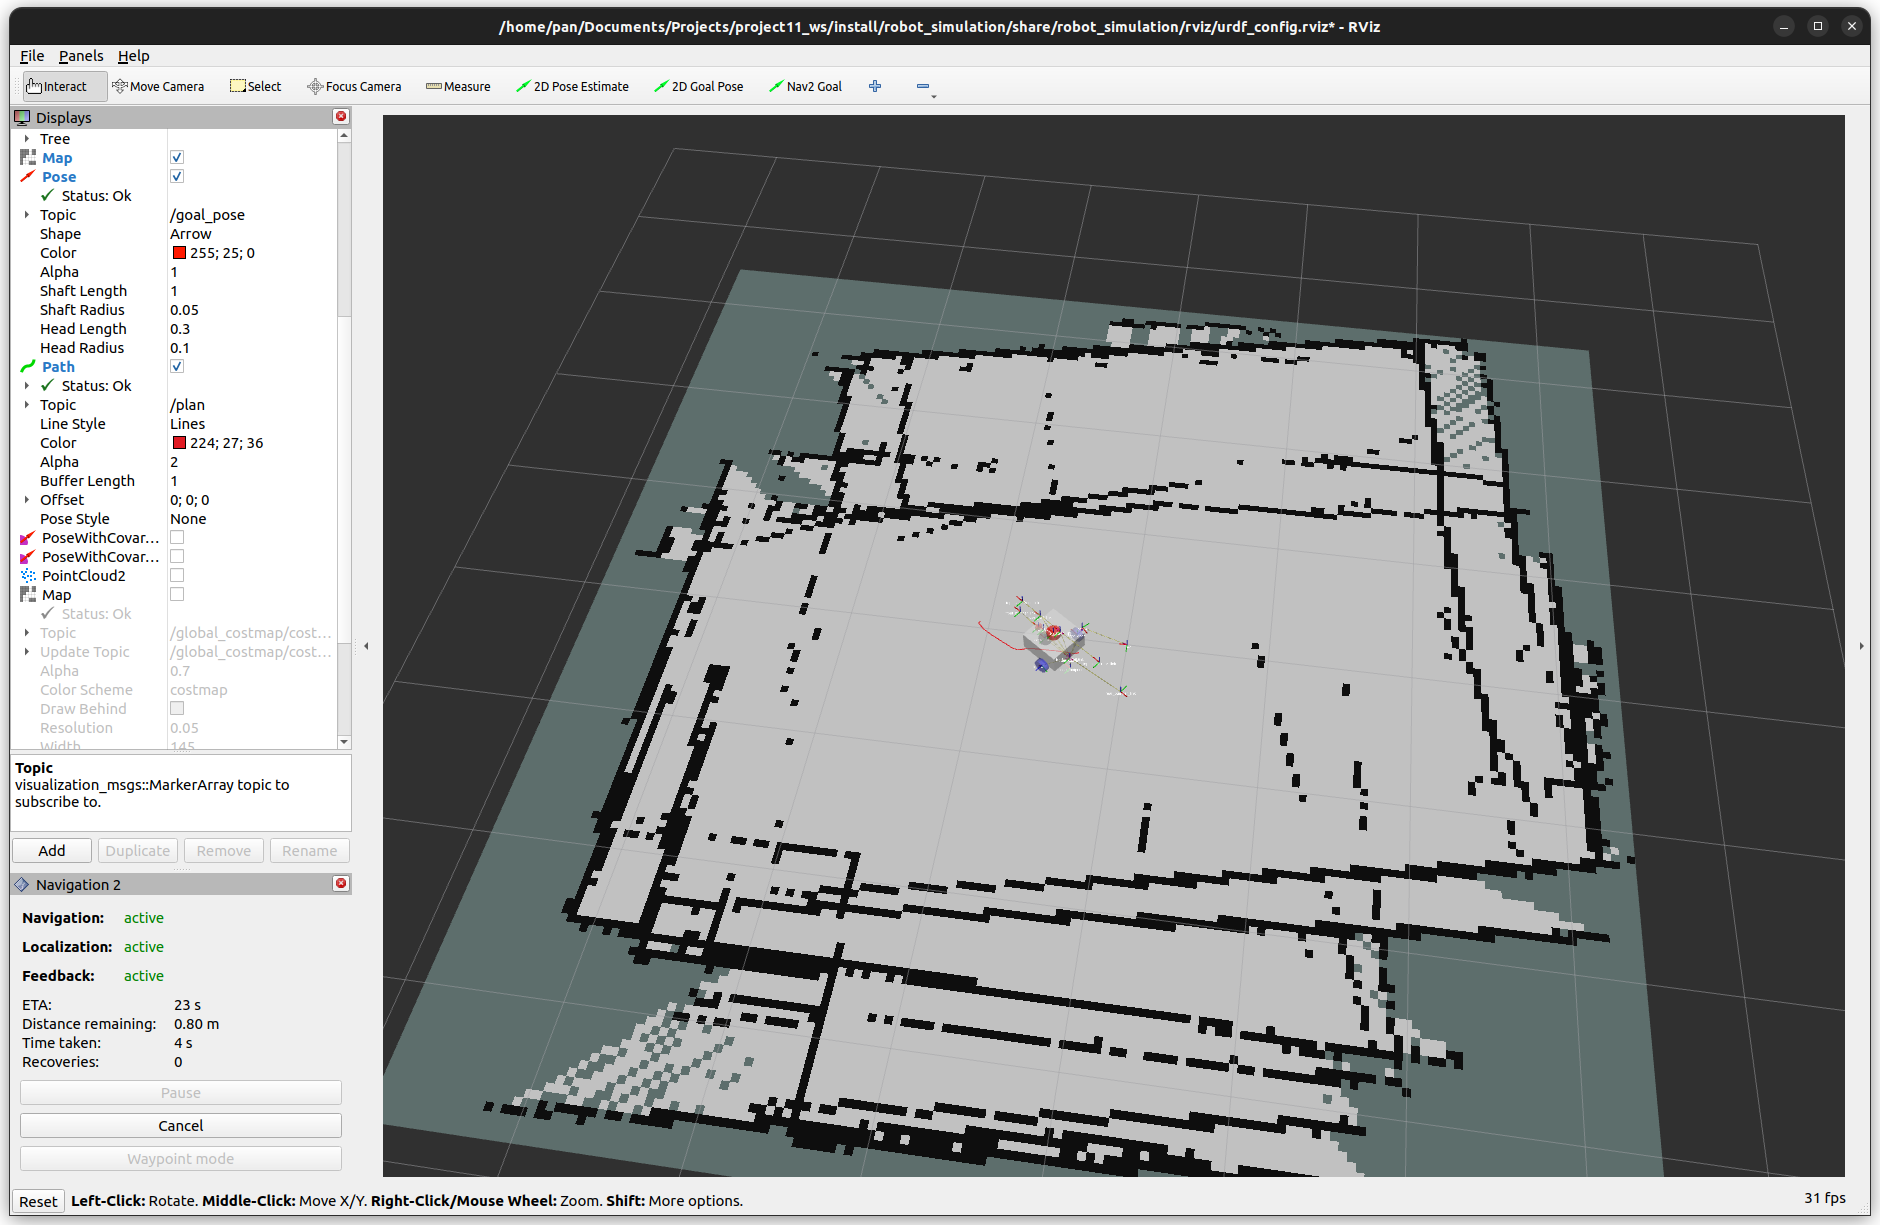 /home/pan/Documents/Projects/project11_ws/install/robot_simulation/share/robot_simulation/rviz/urdf_config.rviz* - RViz
File Panels Help
Interact Move Camera Select Focus Camera Measure 2D Pose Estimate 2D Goal Pose Nav2 Goal
Displays
Tree
Map
Pose
Status: Ok
Topic /goal_pose
Shape Arrow
Color 255; 25; 0
Alpha 1
Shaft Length 1
Shaft Radius 0.05
Head Length 0.3
Head Radius 0.1
Path
Status: Ok
Topic /plan
Line Style Lines
Color 224; 27; 36
Alpha 2
Buffer Length 1
Offset 0; 0; 0
Pose Style None
PoseWithCovar...
PoseWithCovar...
PointCloud2
Map
Status: Ok
Topic /global_costmap/cost...
Update Topic /global_costmap/cost...
Alpha 0.7
Color Scheme costmap
Draw Behind
Resolution 0.05
Width 145
Topic
visualization_msgs::MarkerArray topic to
subscribe to.
Add Duplicate Remove Rename
Navigation 2
Navigation: active
Localization: active
Feedback: active
ETA: 23 s
Distance remaining: 0.80 m
Time taken: 4 s
Recoveries: 0
Pause
Cancel
Waypoint mode
Reset Left-Click: Rotate. Middle-Click: Move X/Y. Right-Click/Mouse Wheel: Zoom. Shift: More options. 31 fps